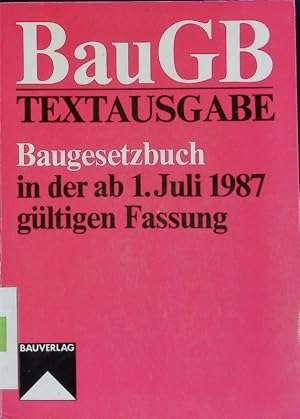 BauGB
TEXTAUSGABE
Baugesetzbuch
in der ab 1. Juli 1987
gültigen Fassung
BAUVERLAG